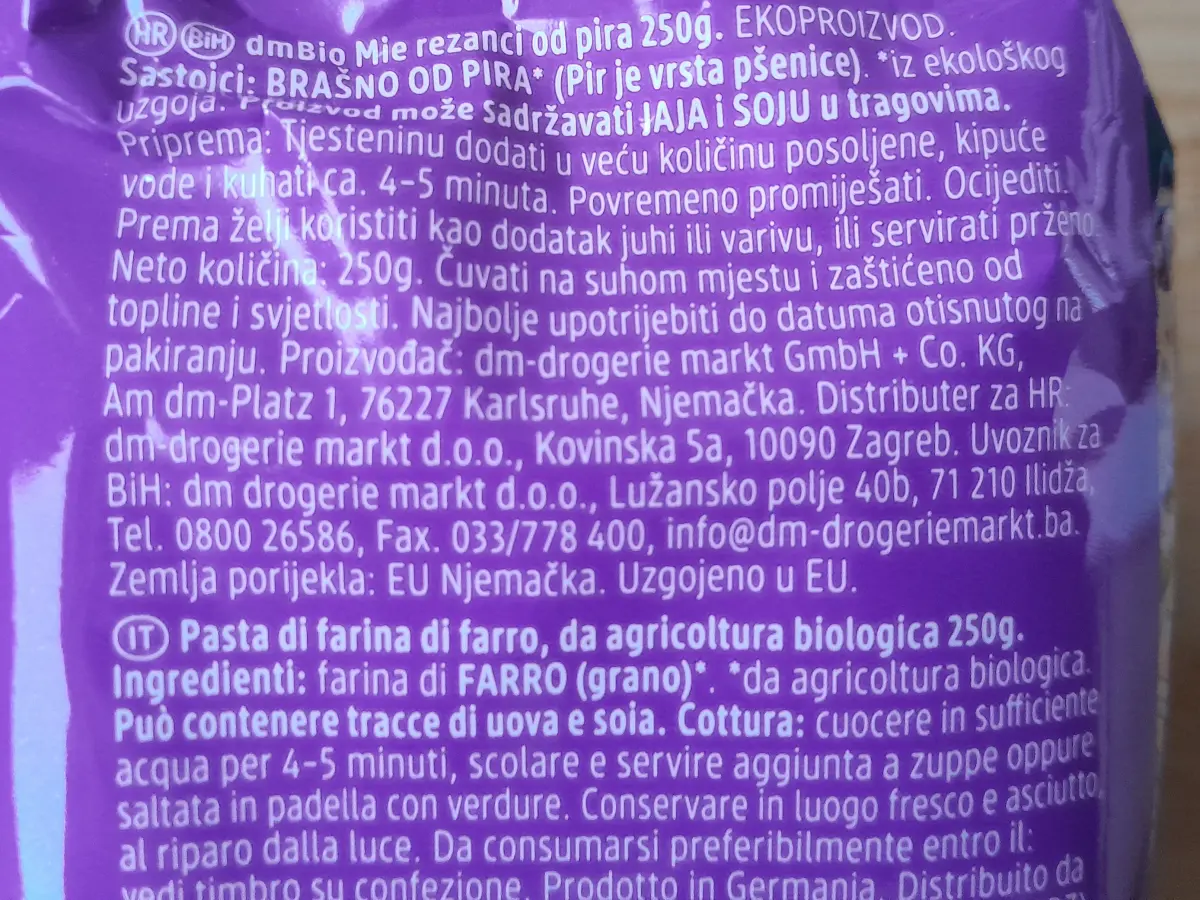 HR BiH dmBio Mie rezanci od pira 250g. EKOPROIZVOD.
Sastojci: BRAŠNO OD PIRA* (Pir je vrsta pšenice). *iz ekološkog
uzgoja. Proizvod može sadržavati JAJA i SOJU u tragovima.
Priprema: Tjesteninu dodati u veću količinu posoljene, kipuće
vode i kuhati ca. 4-5 minuta. Povremeno promiješati. Ocijediti.
Prema želji koristiti kao dodatak juhi ili varivu, ili servirati prženo.
Neto količina: 250g. Čuvati na suhom mjestu i zaštićeno od
topline i svjetlosti. Najbolje upotrijebiti do datuma otisnutog na
pakiranju. Proizvođač: dm-drogerie markt GmbH + Co. KG,
Am dm-Platz 1, 76227 Karlsruhe, Njemačka. Distributer za HR:
dm-drogerie markt d.o.o., Kovinska 5a, 10090 Zagreb. Uvoznik za
BiH: dm drogerie markt d.o.o., Lužansko polje 40b, 71 210 Ilidža,
Tel. 0800 26586, Fax. 033/778 400, info@dm-drogeriemarkt.ba.
Zemlja porijekla: EU Njemačka. Uzgojeno u EU.
IT Pasta di farina di farro, da agricoltura biologica 250g.
Ingredienti: farina di FARRO (grano)*. *da agricoltura biologica.
Può contenere tracce di uova e soia. Cottura: cuocere in sufficiente
acqua per 4-5 minuti, scolare e servire aggiunta a zuppe oppure
saltata in padella con verdure. Conservare in luogo fresco e asciutto,
al riparo dalla luce. Da consumarsi preferibilmente entro il:
vedi timbro su confezione. Prodotto in Germania. Distribuito da